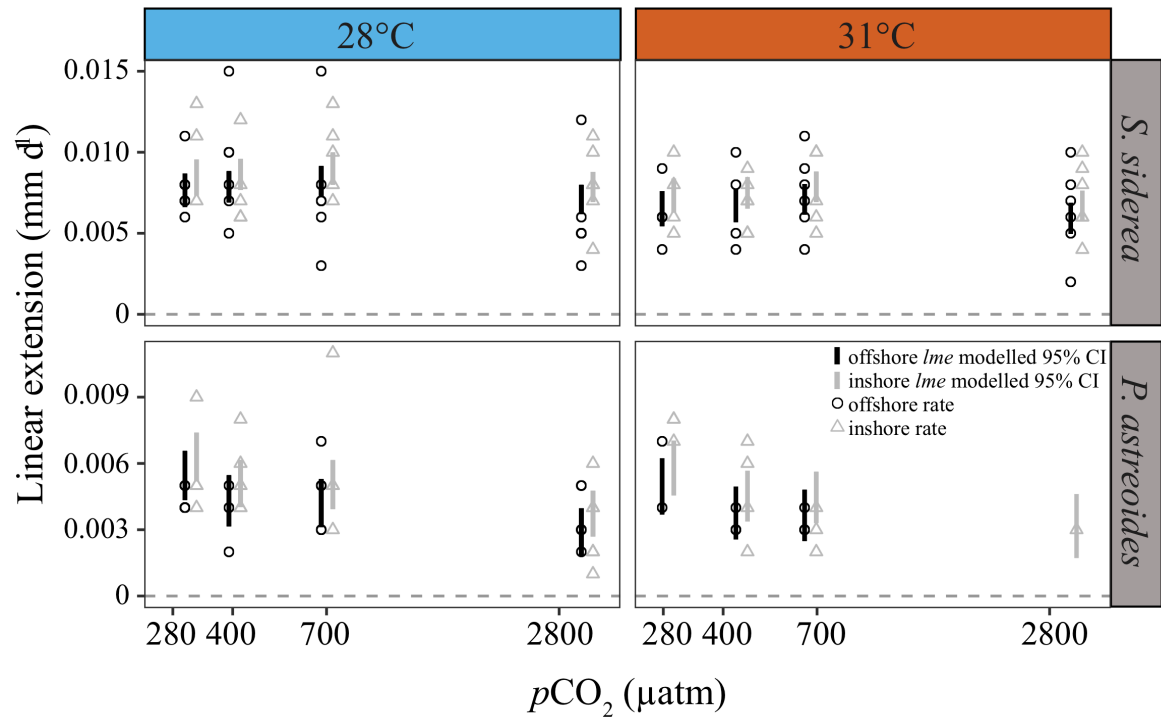 28°C
31°C
Linear extension (mm d⁻¹)
0.015
0.010
0.005
0
S. siderea
0.009
0.006
0.003
0
offshore lme modelled 95% CI
inshore lme modelled 95% CI
offshore rate
inshore rate
P. astreoides
280 400 700 2800
280 400 700 2800
pCO₂ (µatm)